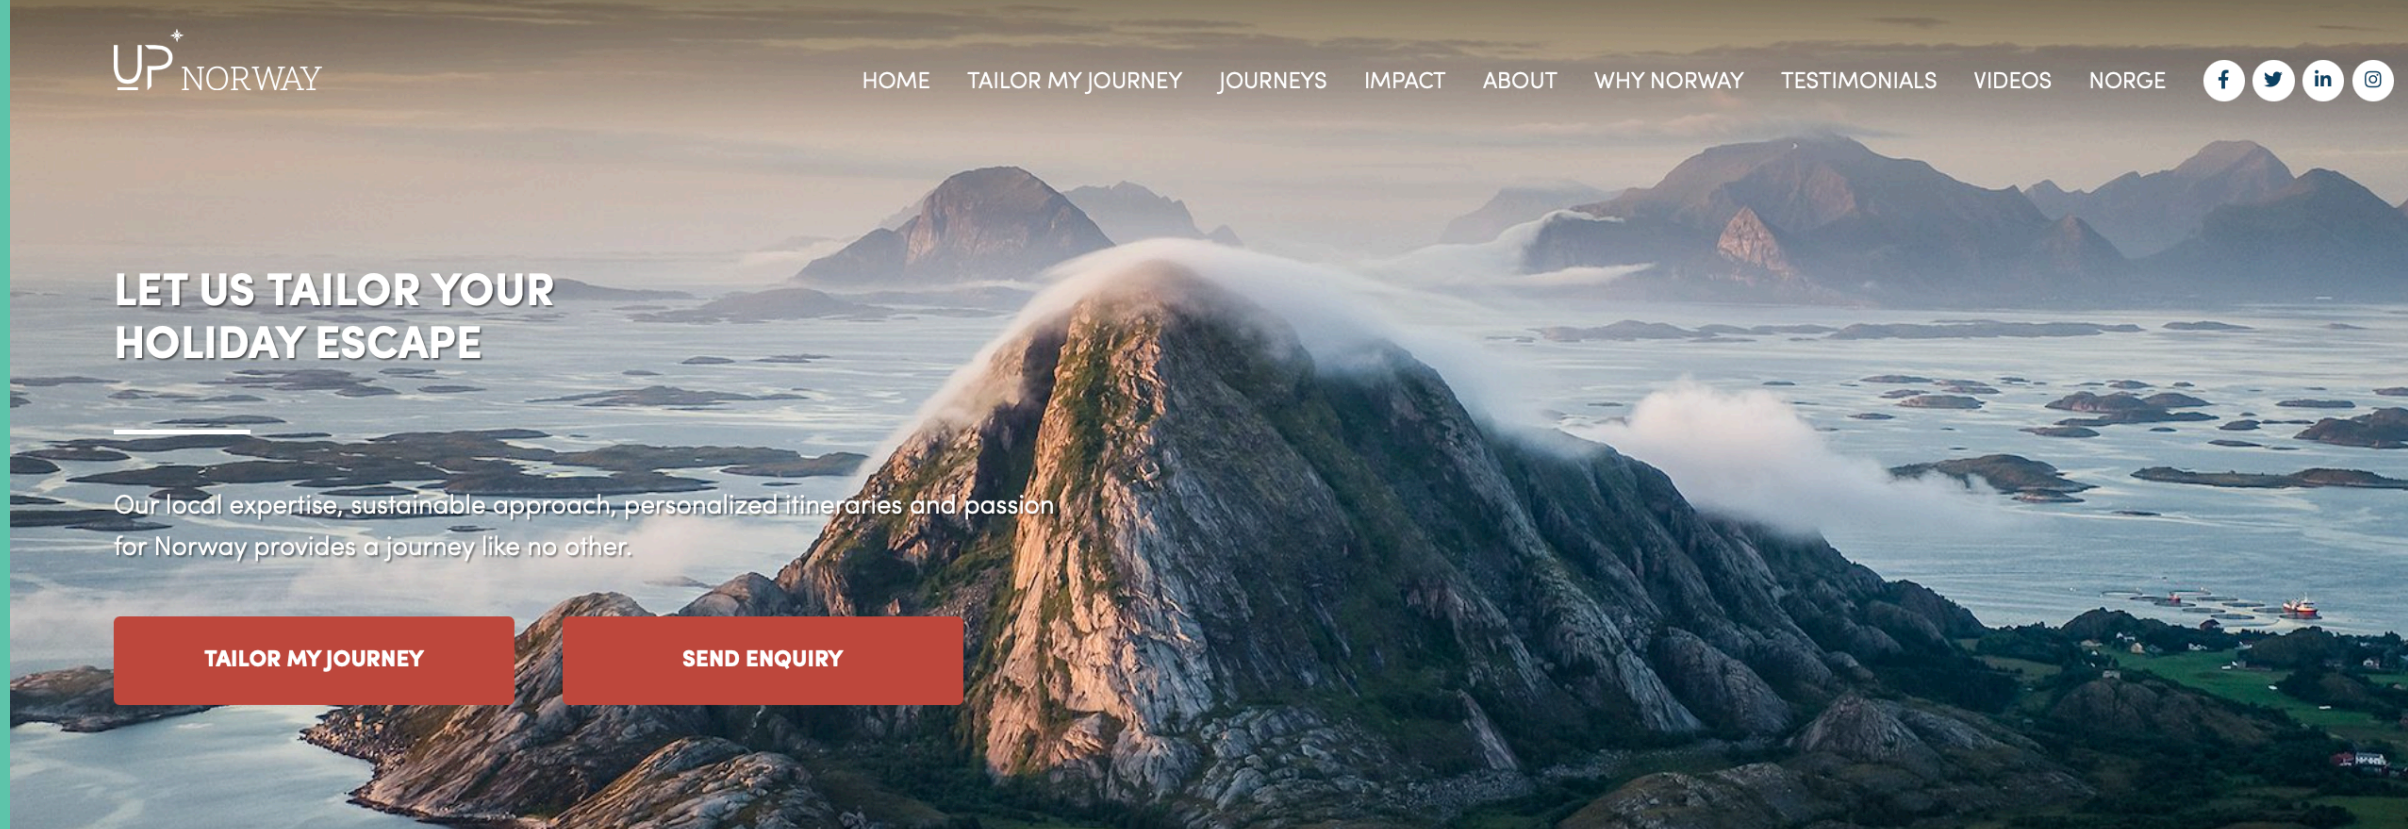 UP NORWAY
HOME TAILOR MY JOURNEY JOURNEYS IMPACT ABOUT WHY NORWAY TESTIMONIALS VIDEOS NORGE
LET US TAILOR YOUR
HOLIDAY ESCAPE
Our local expertise, sustainable approach, personalized itineraries and passion
for Norway provides a journey like no other.
TAILOR MY JOURNEY SEND ENQUIRY